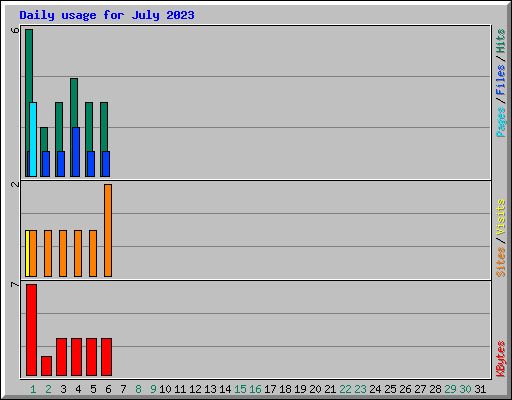 Daily usage for July 2023
6
2
7
Pages / Files / Hits
Sites / Visits
KBytes
1 2 3 4 5 6 7 8 9 10 11 12 13 14 15 16 17 18 19 20 21 22 23 24 25 26 27 28 29 30 31